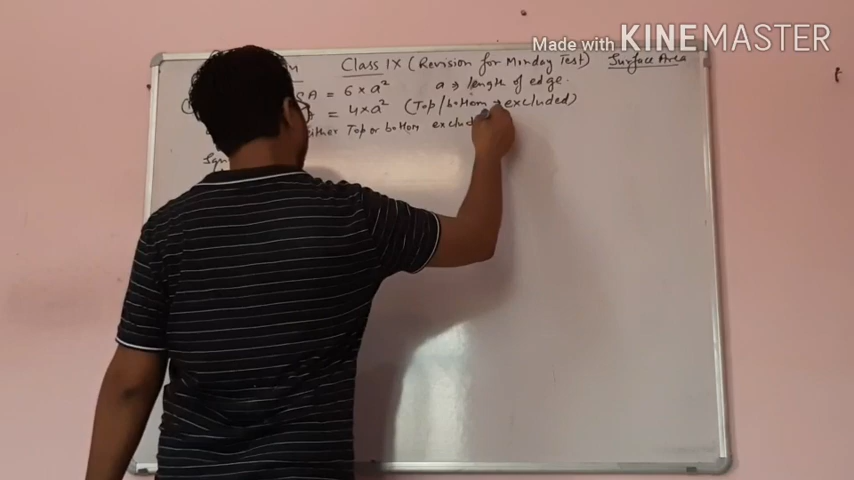 Made with KINEMASTER
Class IX (Revision for Monday Test) Surface Area
SA = 6 × a² a → length of edge.
= 4 × a² (Top/bottom → excluded)
either Top or bottom